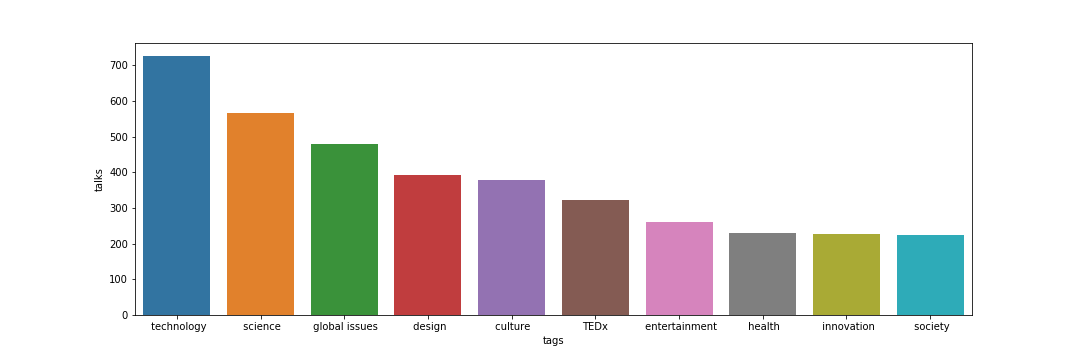 700
600
500
400
300
200
100
0
talks
technology science global issues design culture TEDx entertainment health innovation society
tags